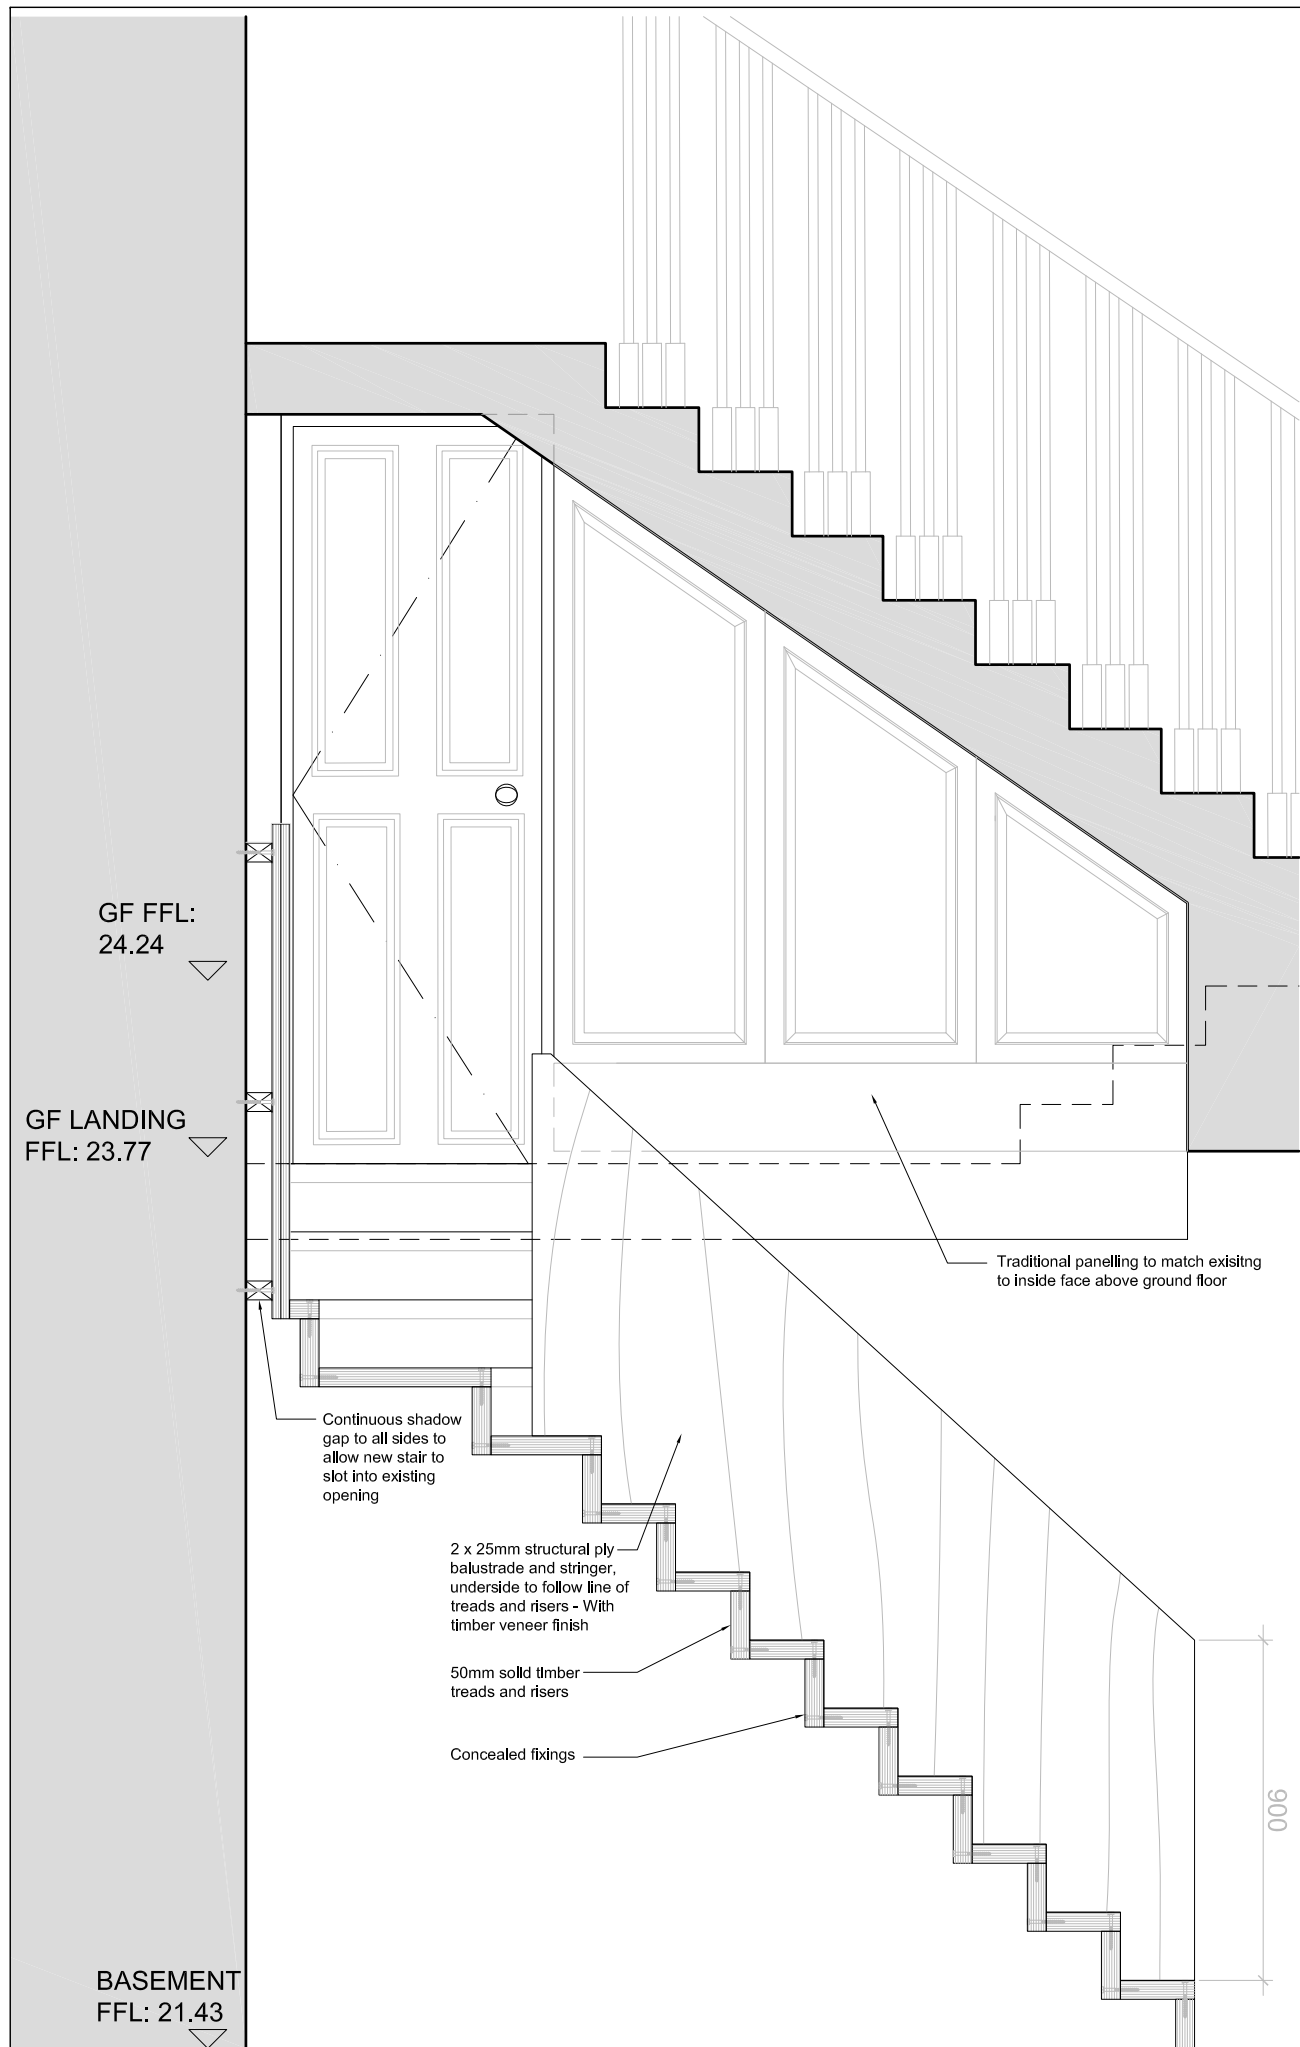 GF FFL:
24.24
GF LANDING
FFL: 23.77
Traditional panelling to match exisitng
to inside face above ground floor
Continuous shadow
gap to all sides to
allow new stair to
slot into existing
opening
2 x 25mm structural ply
balustrade and stringer,
underside to follow line of
treads and risers - With
timber veneer finish
50mm solid timber
treads and risers
Concealed fixings
900
BASEMENT
FFL: 21.43